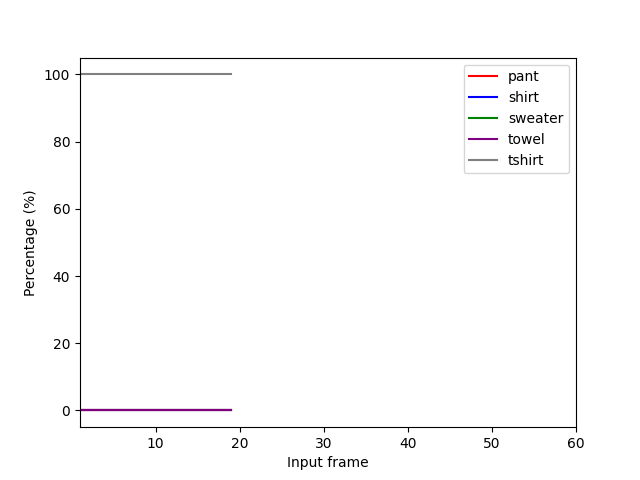 100
80
60
40
20
0
Percentage (%)
10 20 30 40 50 60
Input frame
pant
shirt
sweater
towel
tshirt